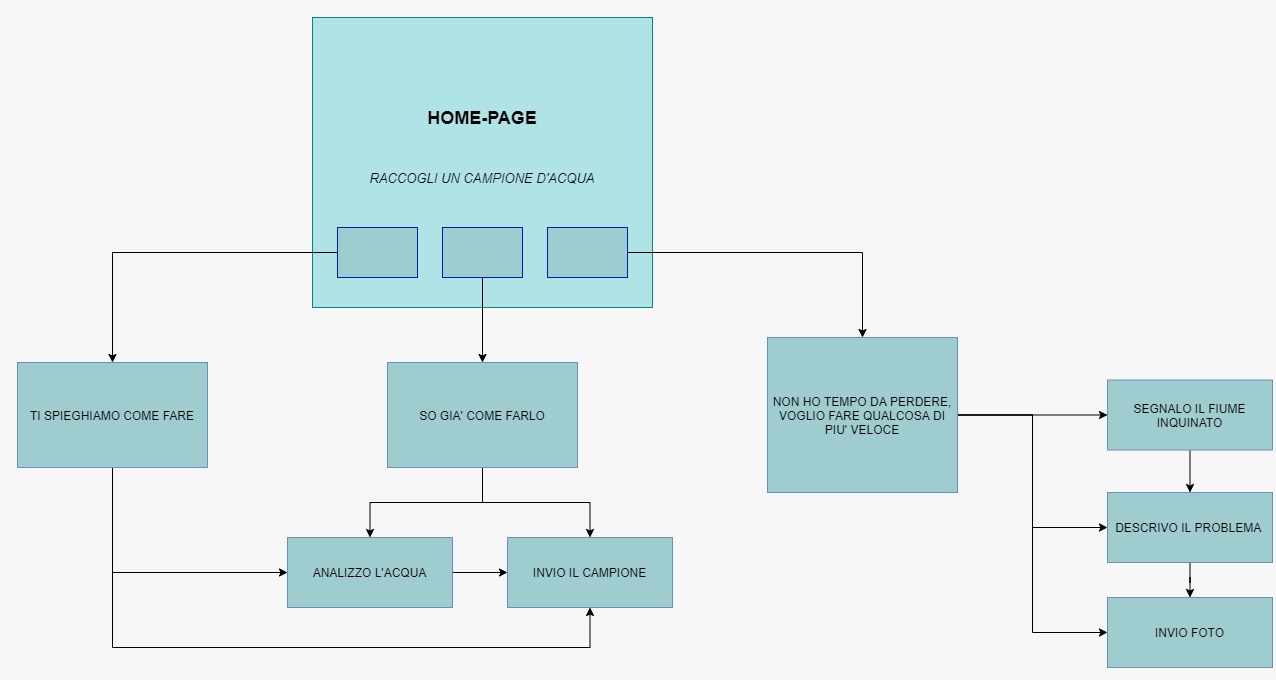 HOME-PAGE
RACCOGLI UN CAMPIONE D'ACQUA
TI SPIEGHIAMO COME FARE
SO GIA' COME FARLO
NON HO TEMPO DA PERDERE,
VOGLIO FARE QUALCOSA DI
PIU' VELOCE
SEGNALO IL FIUME
INQUINATO
DESCRIVO IL PROBLEMA
ANALIZZO L'ACQUA
INVIO IL CAMPIONE
INVIO FOTO